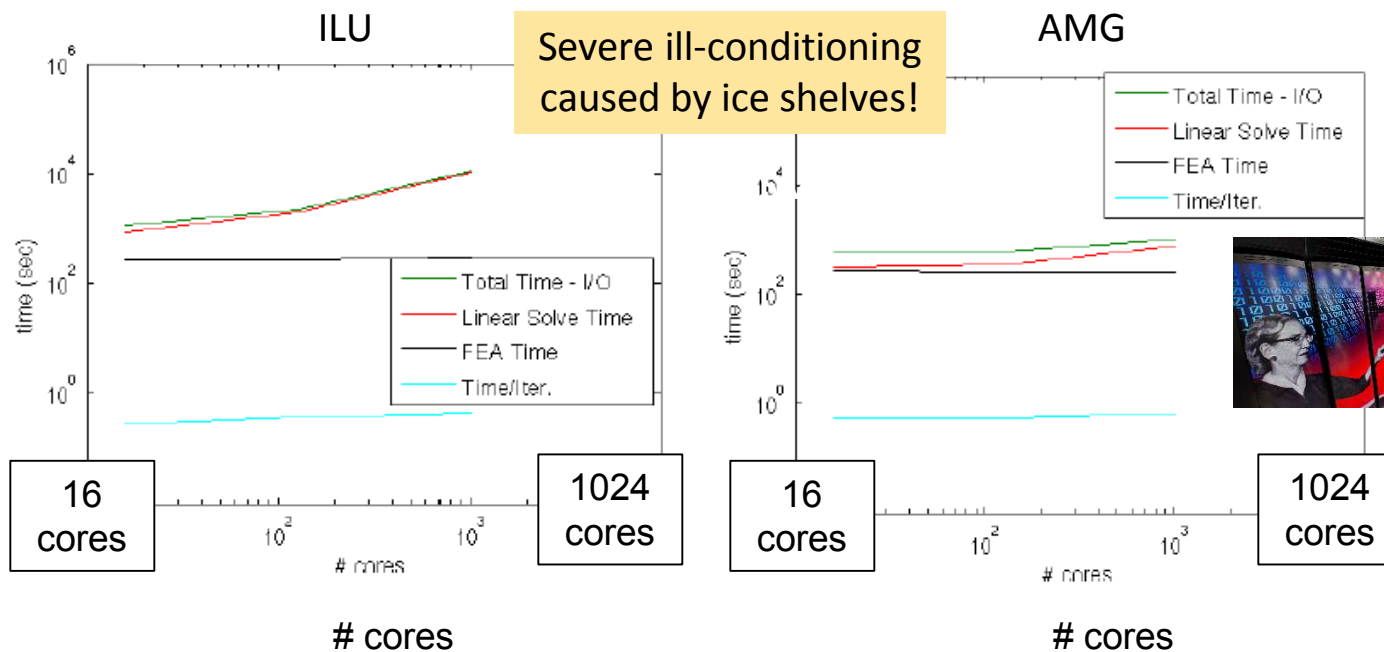 ILU
Severe ill-conditioning
caused by ice shelves!
AMG
10^6
10^4
10^2
10^0
time (sec)
Total Time - I/O
Linear Solve Time
FEA Time
Time/Iter.
16
cores
1024
cores
10^2
10^3
# cores
# cores
10^4
10^2
10^0
time (sec)
Total Time - I/O
Linear Solve Time
FEA Time
Time/Iter.
16
cores
1024
cores
10^2
10^3
# cores
# cores